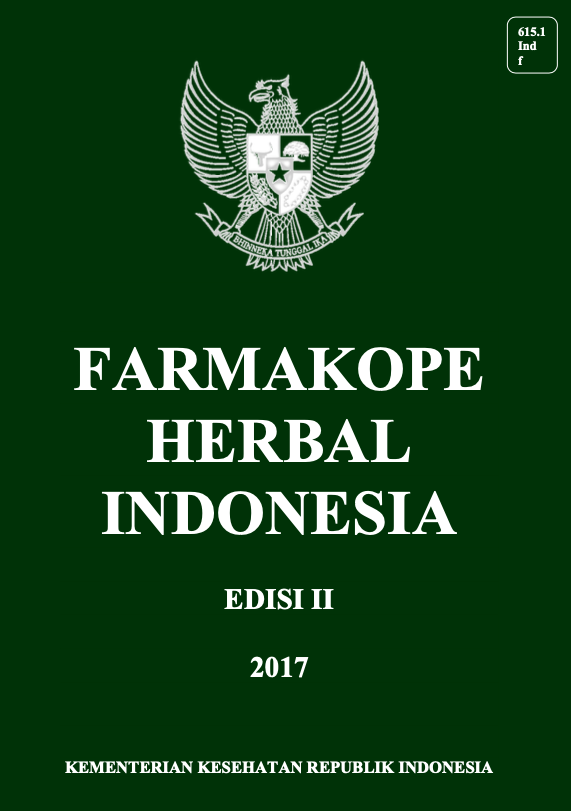 615.1
Ind
f
BHINNEKA TUNGGAL IKA
FARMAKOPE
HERBAL
INDONESIA
EDISI II
2017
KEMENTERIAN KESEHATAN REPUBLIK INDONESIA